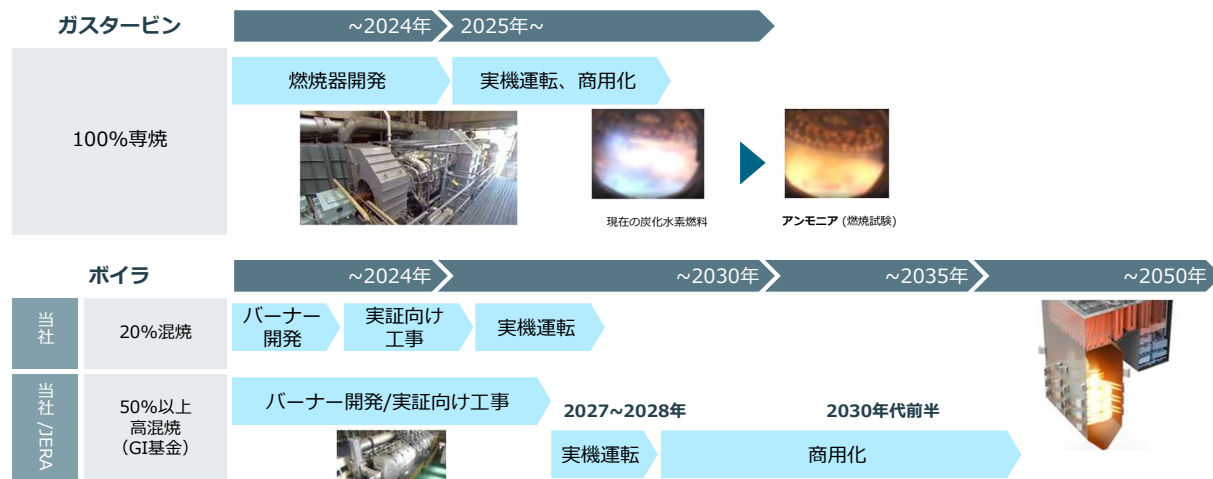 ガスタービン
~2024年
2025年~
100%専焼
燃焼器開発
実機運転、商用化
現在の炭化水素燃料
アンモニア (燃焼試験)
ボイラ
~2024年
~2030年
~2035年
~2050年
当社
20%混焼
バーナー
開発
実証向け
工事
実機運転
当社/JERA
50%以上
高混焼
(GI基金)
バーナー開発/実証向け工事
2027~2028年
実機運転
2030年代前半
商用化